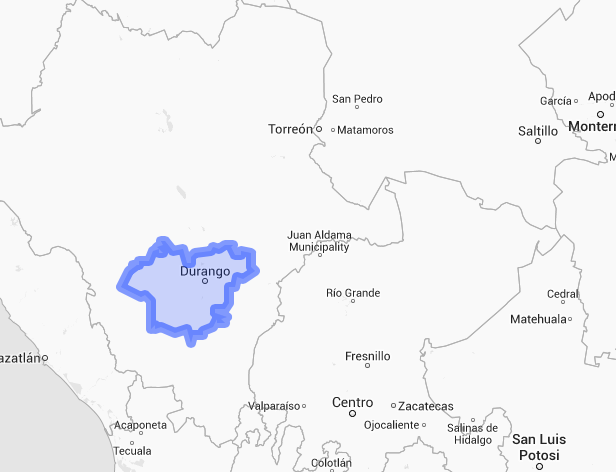 San Pedro
García
Apod
Torreón
Matamoros
Saltillo
Monterr
M
Juan Aldama
Municipality
Durango
Río Grande
Cedral
Matehuala
azatlán
Fresnillo
Valparaíso
Centro
Zacatecas
Acaponeta
Ojocaliente
Salinas de
Hidalgo
San Luis
Potosi
Tecuala
Colotlán